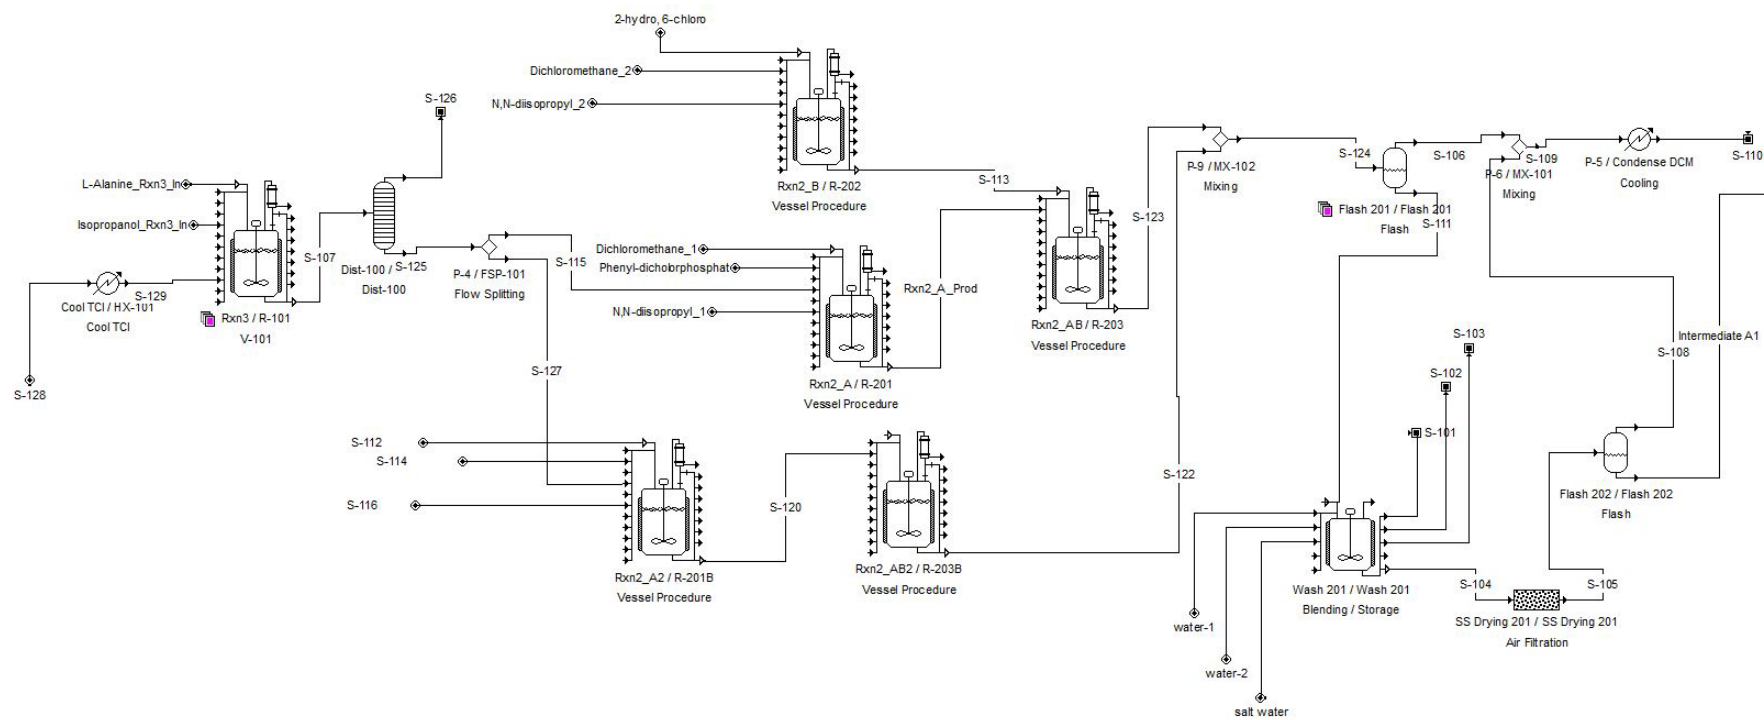 2-hydro, 6-chloro
Dichloromethane_2
N,N-diisopropyl_2
Rxn2_B / R-202
Vessel Procedure
S-113
S-126
L-Alanine_Rxn3_In
Isopropanol_Rxn3_In
S-107
S-129
Cool TCI / HX-101
Cool TCI
S-128
Rxn3 / R-101
V-101
Dist-100 /
Dist-100
S-125
P-4 / FSP-101
Flow Splitting
S-115
S-127
Dichloromethane_1
Phenyl-dicholorphosphat
N,N-diisopropyl_1
Rxn2_A / R-201
Vessel Procedure
Rxn2_A_Prod
Rxn2_AB / R-203
Vessel Procedure
S-123
P-9 / MX-102
Mixing
S-124
Flash 201 / Flash 201
Flash
S-106
S-111
S-109
P-6 / MX-101
Mixing
P-5 / Condense DCM
Cooling
S-110
S-112
S-114
S-116
Rxn2_A2 / R-201B
Vessel Procedure
S-120
Rxn2_AB2 / R-203B
Vessel Procedure
S-122
S-103
S-102
S-101
Intermediate A1
S-108
Flash 202 / Flash 202
Flash
Wash 201 / Wash 201
Blending / Storage
S-104
S-105
SS Drying 201 / SS Drying 201
Air Filtration
water-1
water-2
salt water